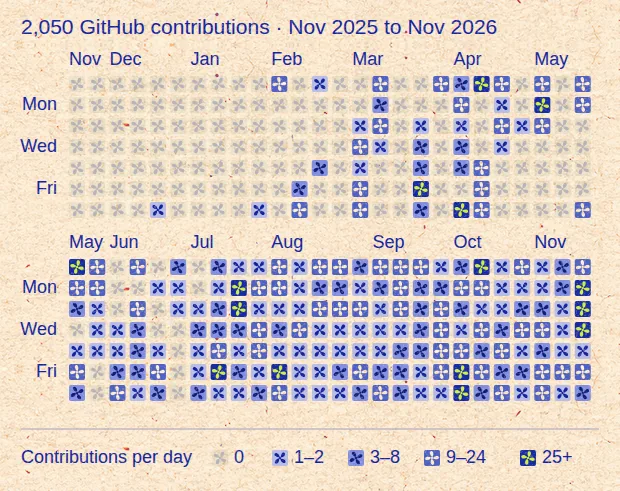 2,050 GitHub contributions · Nov 2025 to Nov 2026
Nov Dec Jan Feb Mar Apr May
Mon
Wed
Fri
May Jun Jul Aug Sep Oct Nov
Mon
Wed
Fri
Contributions per day 0 1–2 3–8 9–24 25+